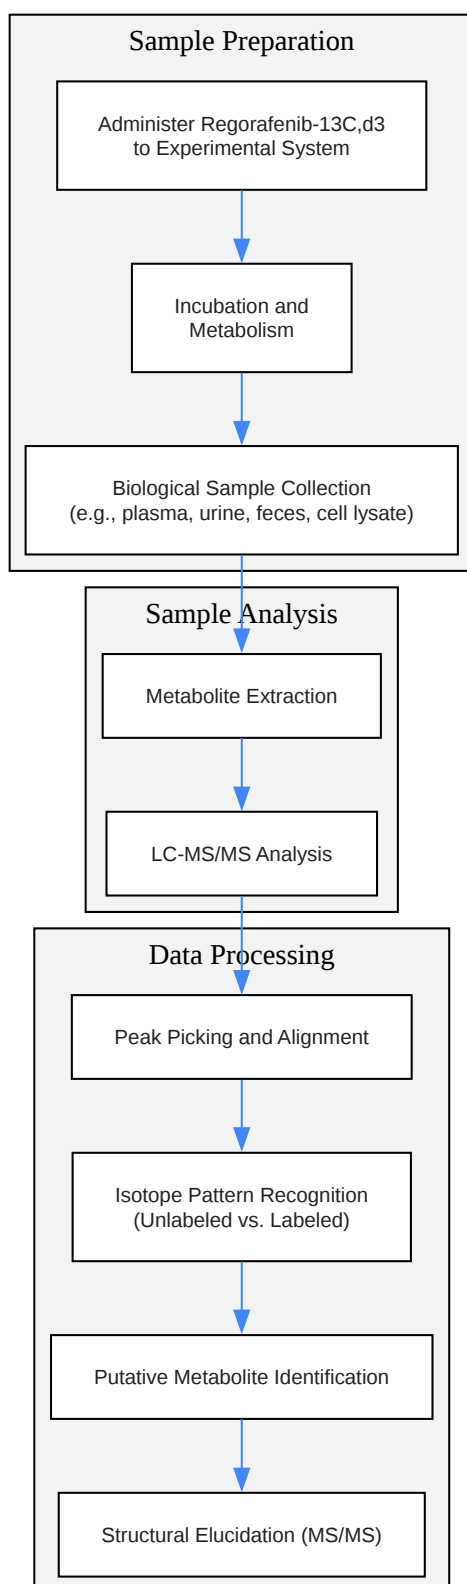 Sample Preparation
Administer Regorafenib-13C,d3
to Experimental System
Incubation and
Metabolism
Biological Sample Collection
(e.g., plasma, urine, feces, cell lysate)
Sample Analysis
Metabolite Extraction
LC-MS/MS Analysis
Data Processing
Peak Picking and Alignment
Isotope Pattern Recognition
(Unlabeled vs. Labeled)
Putative Metabolite Identification
Structural Elucidation (MS/MS)